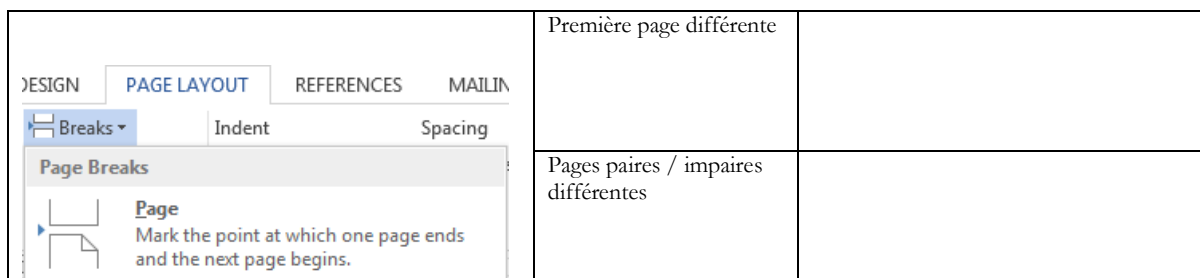 DESIGN PAGE LAYOUT REFERENCES MAILIN
Breaks Indent Spacing
Page Breaks
Page
Mark the point at which one page ends
and the next page begins.
Première page différente
Pages paires / impaires
différentes